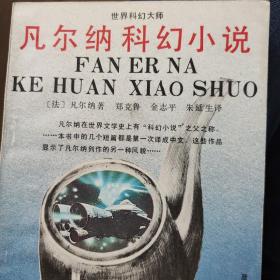 世界科幻大师
凡尔纳科幻小说
FAN ER NA
KE HUAN XIAO SHUO
〔法〕凡尔纳著 郑克鲁 金志平 朱延生译
凡尔纳在世界文学史上有“科幻小说”之父之称。
……本书中的几个短篇都是第一次译成中文，这些作品
显示了凡尔纳创作的另一种风貌……